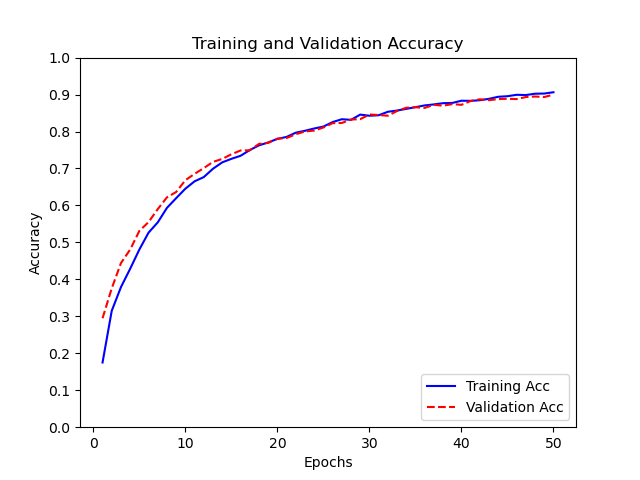 Training and Validation Accuracy
1.0
0.9
0.8
0.7
0.6
0.5
0.4
0.3
0.2
0.1
0.0
Accuracy
Training Acc
Validation Acc
0 10 20 30 40 50
Epochs